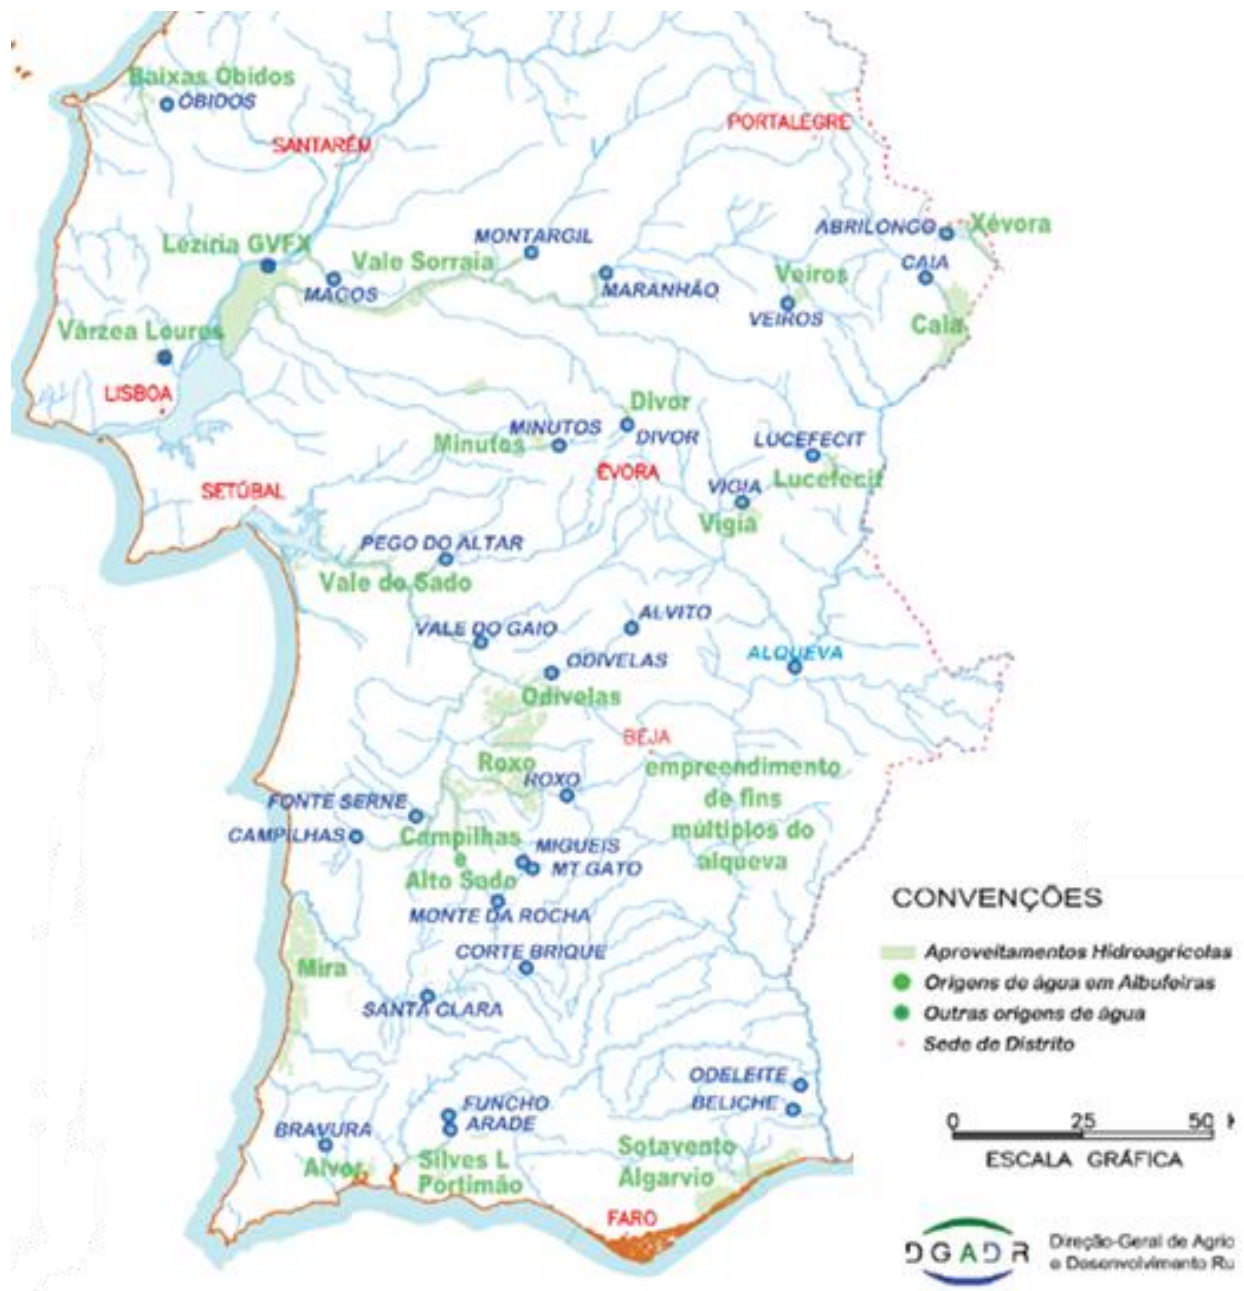 Baixas Óbidos
ÓBIDOS
SANTARÉM
PORTALEGRE
ABRILONGO
Xévora
Lezíria GVFX
MONTARGIL
Vale Sorraia
CAIA
Veiros
MAGOS
MARANHÃO
VEIROS
Caia
Várzea Loures
LISBOA
Divor
MINUTOS
DIVOR
LUCEFECIT
Minutos
ÉVORA
Lucefecit
SETÚBAL
VIGIA
Vigia
PEGO DO ALTAR
Vale do Sado
ALVITO
VALE DO GAIO
ALQUEVA
ODIVELAS
Odivelas
BEJA
Roxo
ROXO
empreendimento
de fins
múltiplos do
alqueva
FONTE SERNE
CAMPILHAS
Campilhas
e
Alto Sado
MIGUEIS
MT GATO
MONTE DA ROCHA
CORTE BRIQUE
Mira
SANTA CLARA
ODELEITE
BELICHE
FUNCHO
ARADE
BRAVURA
Alvor
Silves L
Portimão
Sotavento
Algarvio
FARO
CONVENÇÕES
Aproveitamentos Hidroagrícolas
Origens de água em Albufeiras
Outras origens de água
Sede de Distrito
0 25 50
ESCALA GRÁFICA
DGADR
Direção-Geral de Agric
e Desenvolvimento Ru